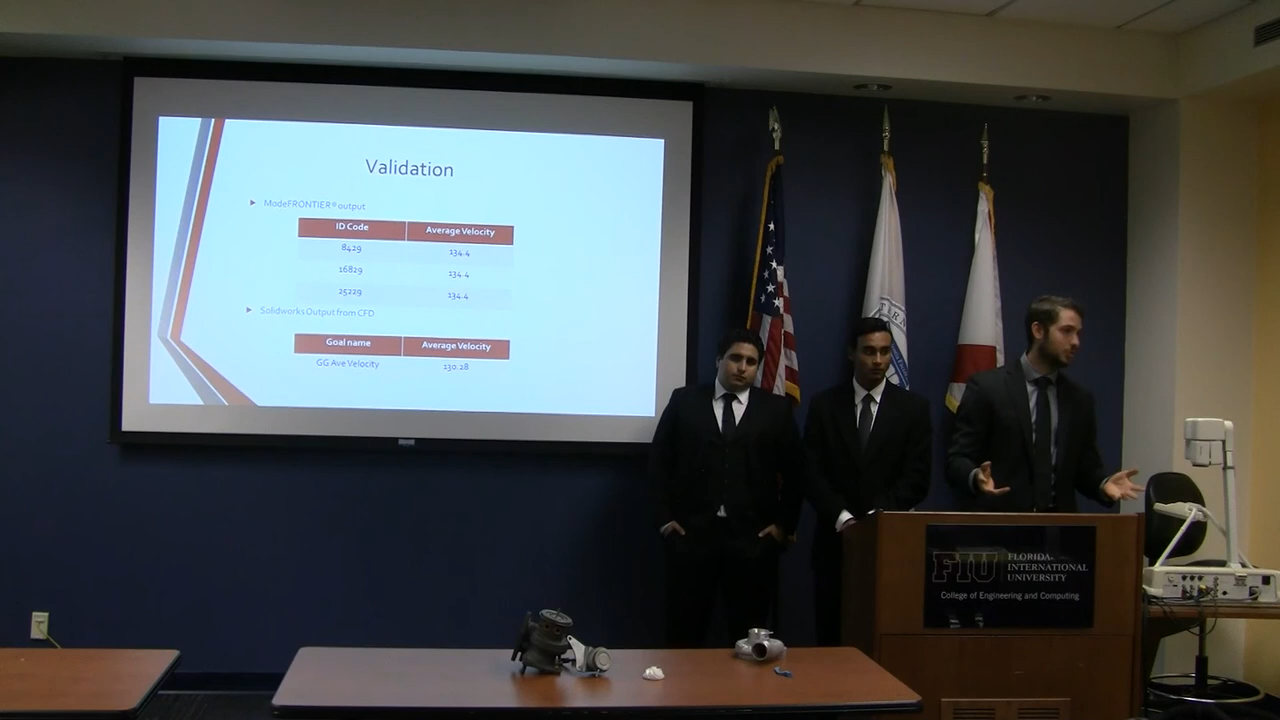 Validation
ModeFRONTIER® output
ID Code Average Velocity
8429 134.4
16829 134.4
25229 134.4
Solidworks Output from CFD
Goal name Average Velocity
GG Ave Velocity 130.28
FIU FLORIDA
INTERNATIONAL
UNIVERSITY
College of Engineering and Computing